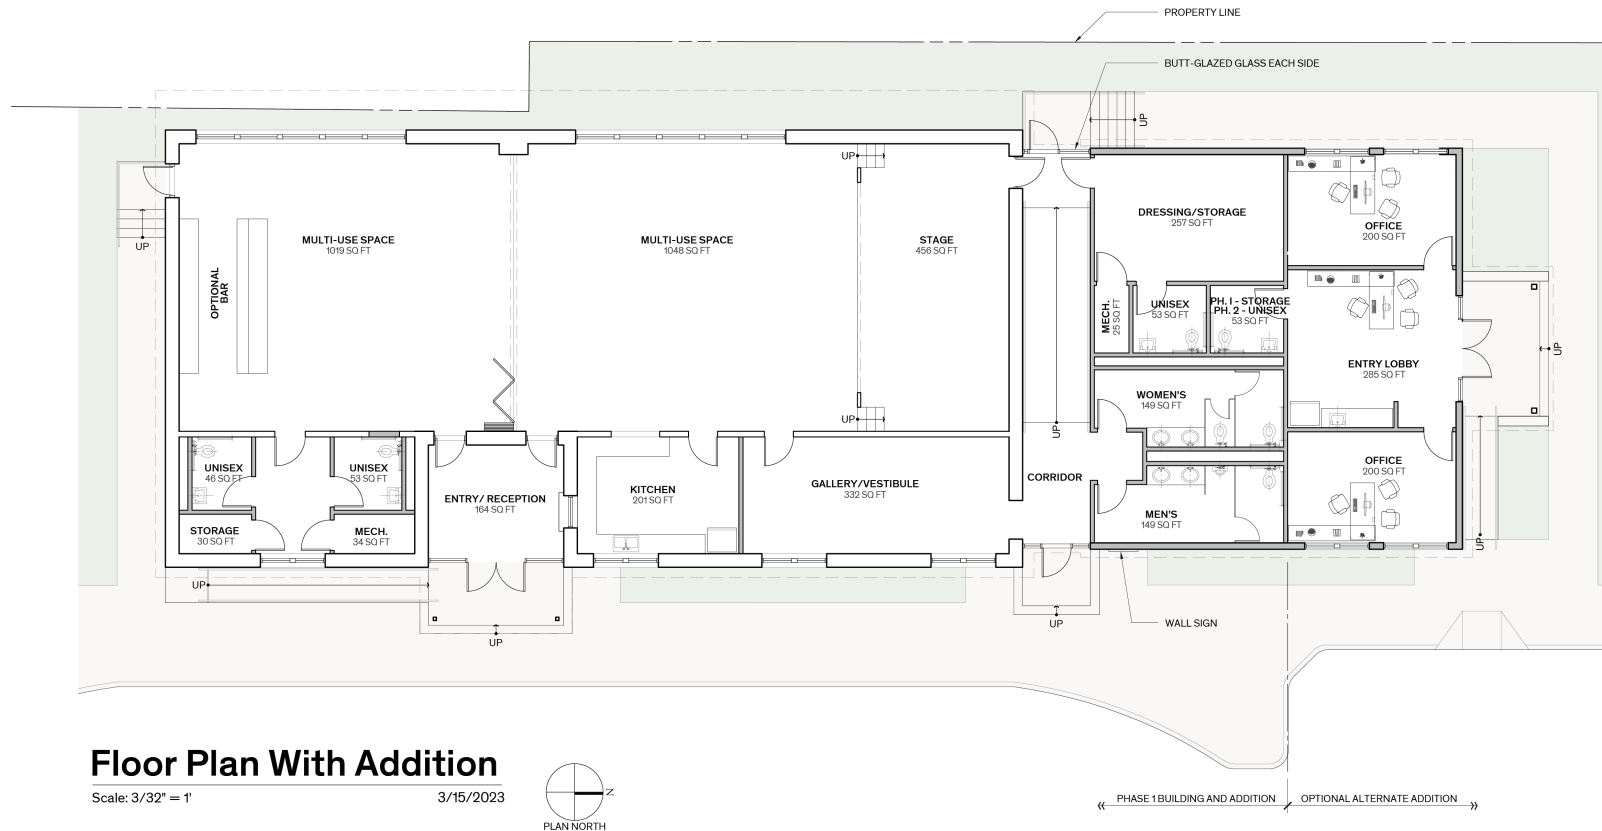 PROPERTY LINE
BUTT-GLAZED GLASS EACH SIDE
UP
UP
UP
MULTI-USE SPACE
1019 SQ FT
OPTIONAL
BAR
MULTI-USE SPACE
1048 SQ FT
STAGE
456 SQ FT
UP
UP
DRESSING/STORAGE
257 SQ FT
OFFICE
200 SQ FT
MECH.
25 SQ FT
UNISEX
53 SQ FT
PH. I - STORAGE
PH. 2 - UNISEX
53 SQ FT
ENTRY LOBBY
285 SQ FT
UP
WOMEN'S
149 SQ FT
UNISEX
46 SQ FT
UNISEX
53 SQ FT
ENTRY/ RECEPTION
164 SQ FT
KITCHEN
201 SQ FT
GALLERY/VESTIBULE
332 SQ FT
CORRIDOR
OFFICE
200 SQ FT
STORAGE
30 SQ FT
MECH.
34 SQ FT
MEN'S
149 SQ FT
UP
UP
UP
UP
WALL SIGN
UP
Floor Plan With Addition
Scale: 3/32" = 1'
3/15/2023
N
PLAN NORTH
PHASE 1 BUILDING AND ADDITION
OPTIONAL ALTERNATE ADDITION